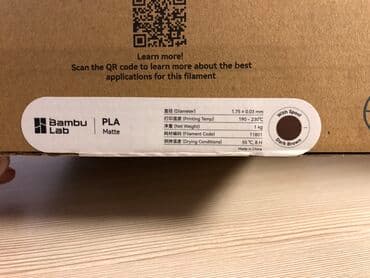 Learn more!
Scan the QR code to learn more about the best
applications for this filament
Bambu
Lab
PLA
Matte
直径 (Diameter) 1.75 ± 0.03 mm
打印温度 (Printing Temp) 190 - 230℃
净重 (Net Weight) 1 kg
耗材编码 (Filament Code) 11801
烘烤温度 (Drying Conditions) 55 ℃, 8 H
Made in China
With Spool
Dark Brown